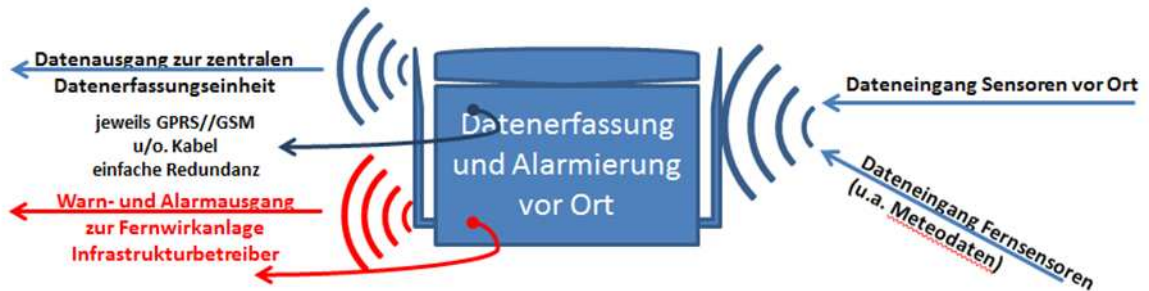 Datenausgang zur zentralen
Datenerfassungseinheit
jeweils GPRS//GSM
u/o. Kabel
einfache Redundanz
Warn- und Alarmausgang
zur Fernwirkanlage
Infrastrukturbetreiber
Datenerfassung
und Alarmierung
vor Ort
Dateneingang Sensoren vor Ort
Dateneingang Fernsensoren
(u.a. Meteodaten)